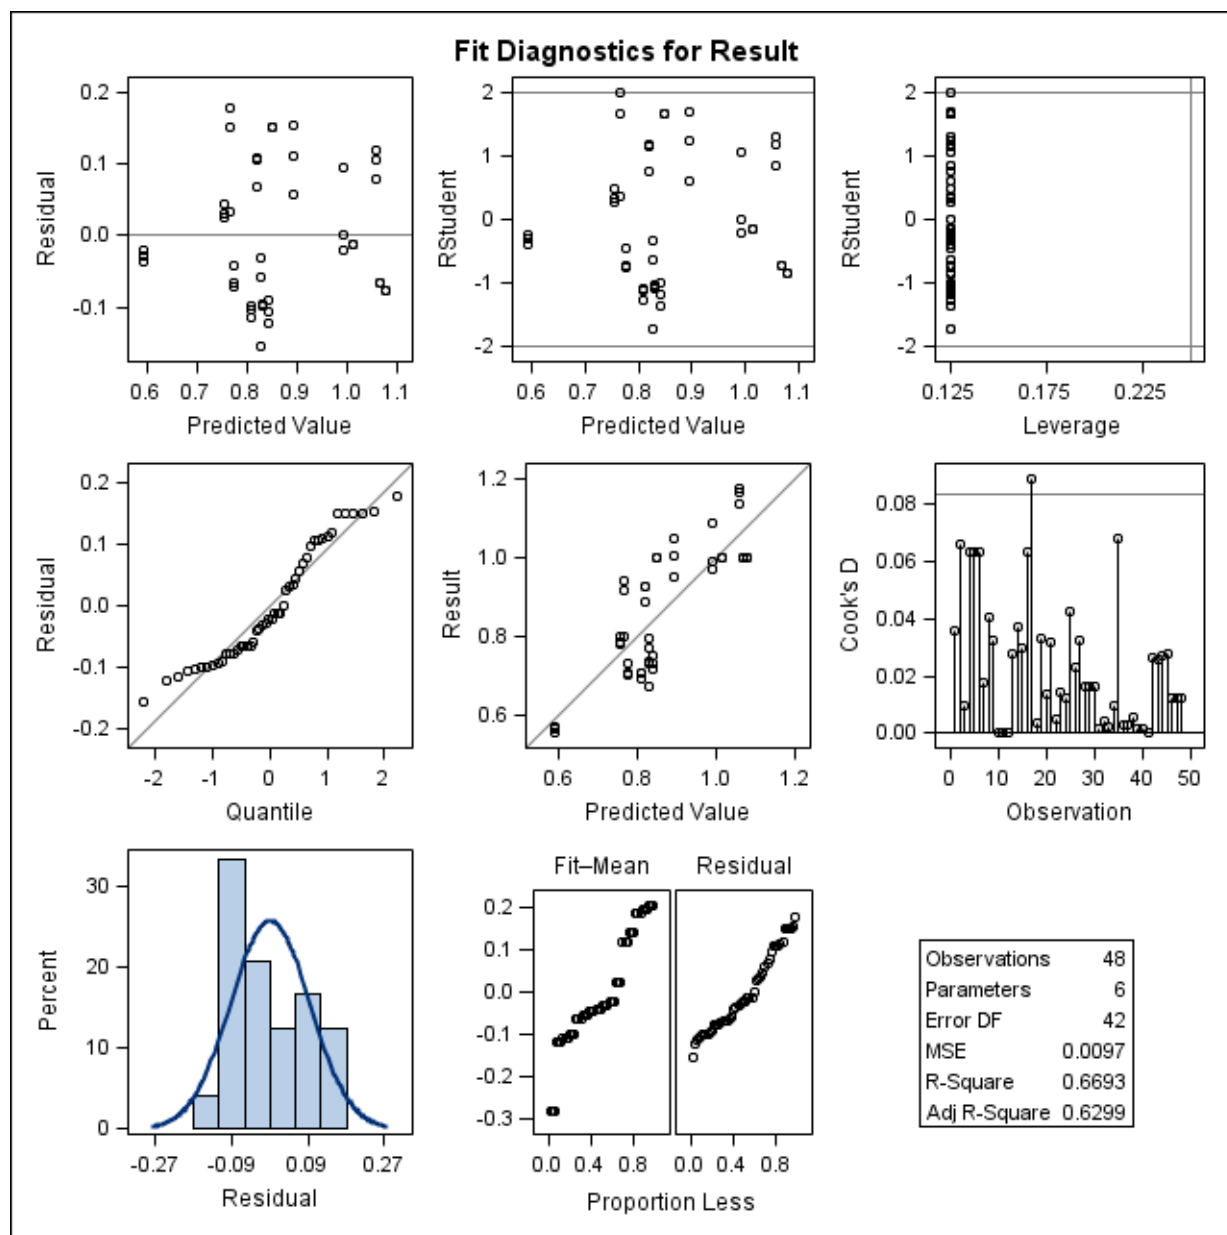 Fit Diagnostics for Result
0.2
0.1
0.0
-0.1
Residual
0.6 0.7 0.8 0.9 1.0 1.1
Predicted Value
2
1
0
-1
-2
RStudent
0.6 0.7 0.8 0.9 1.0 1.1
Predicted Value
2
1
0
-1
-2
RStudent
0.125 0.175 0.225
Leverage
0.2
0.1
0.0
-0.1
-0.2
Residual
-2 -1 0 1 2
Quantile
1.2
1.0
0.8
0.6
Result
0.6 0.8 1.0 1.2
Predicted Value
0.08
0.06
0.04
0.02
0.00
Cook's D
0 10 20 30 40 50
Observation
30
20
10
0
Percent
-0.27 -0.09 0.09 0.27
Residual
Fit–Mean Residual
0.2
0.1
0.0
-0.1
-0.2
-0.3
0.0 0.4 0.8 0.0 0.4 0.8
Proportion Less
Observations 48
Parameters 6
Error DF 42
MSE 0.0097
R-Square 0.6693
Adj R-Square 0.6299